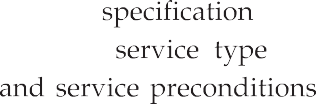 specification
service type
and service preconditions